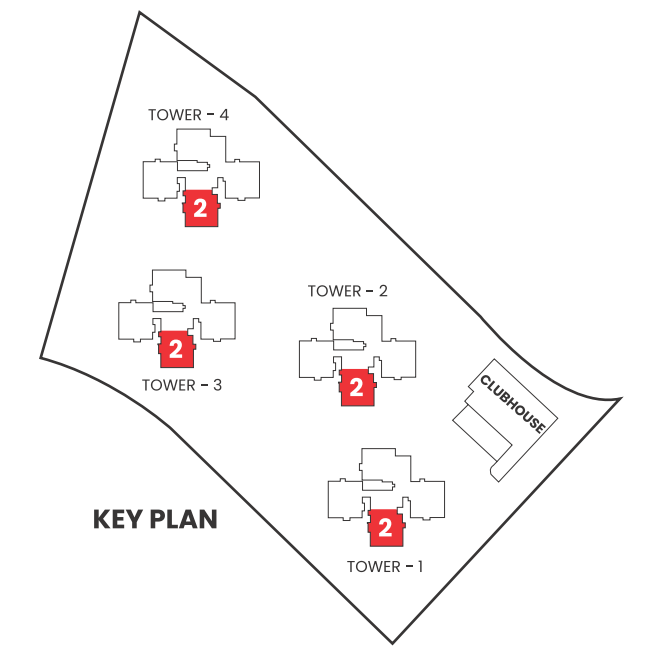 TOWER - 4
2
TOWER - 2
2
TOWER - 3
2
CLUBHOUSE
KEY PLAN
2
TOWER - 1